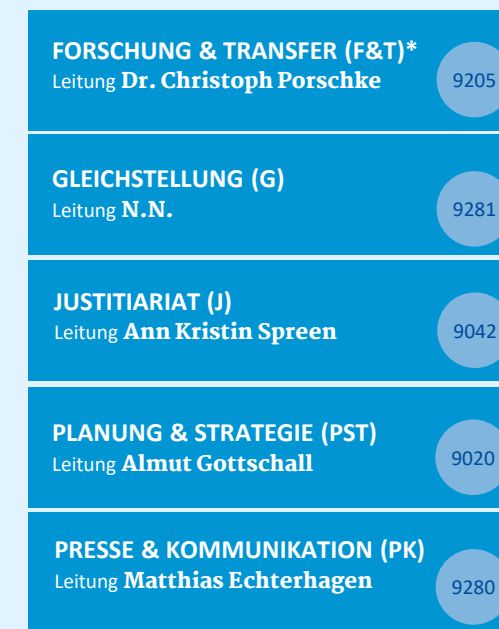 FORSCHUNG & TRANSFER (F&T)*
Leitung Dr. Christoph Porschke
9205
GLEICHSTELLUNG (G)
Leitung N.N.
9281
JUSTITIARIAT (J)
Leitung Ann Kristin Spreen
9042
PLANUNG & STRATEGIE (PST)
Leitung Almut Gottschall
9020
PRESSE & KOMMUNIKATION (PK)
Leitung Matthias Echterhagen
9280